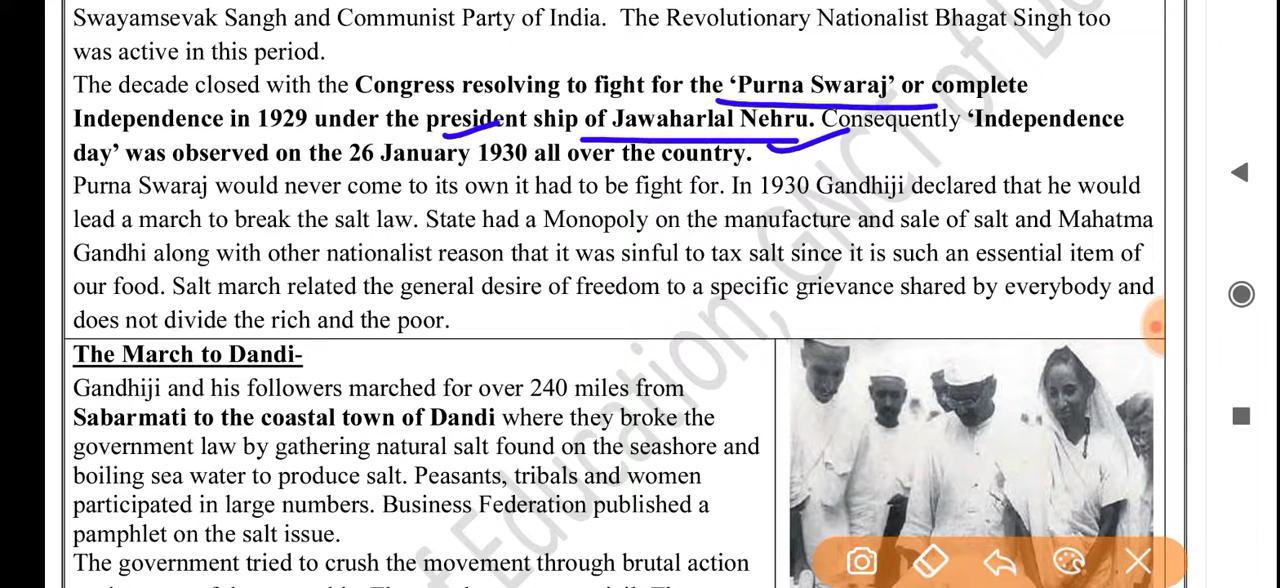 Swayamsevak Sangh and Communist Party of India. The Revolutionary Nationalist Bhagat Singh too
was active in this period.
The decade closed with the Congress resolving to fight for the ‘Purna Swaraj’ or complete
Independence in 1929 under the president ship of Jawaharlal Nehru. Consequently ‘Independence
day’ was observed on the 26 January 1930 all over the country.
Purna Swaraj would never come to its own it had to be fight for. In 1930 Gandhiji declared that he would
lead a march to break the salt law. State had a Monopoly on the manufacture and sale of salt and Mahatma
Gandhi along with other nationalist reason that it was sinful to tax salt since it is such an essential item of
our food. Salt march related the general desire of freedom to a specific grievance shared by everybody and
does not divide the rich and the poor.
The March to Dandi-
Gandhiji and his followers marched for over 240 miles from
Sabarmati to the coastal town of Dandi where they broke the
government law by gathering natural salt found on the seashore and
boiling sea water to produce salt. Peasants, tribals and women
participated in large numbers. Business Federation published a
pamphlet on the salt issue.
The government tried to crush the movement through brutal action
of Education, GNCT of